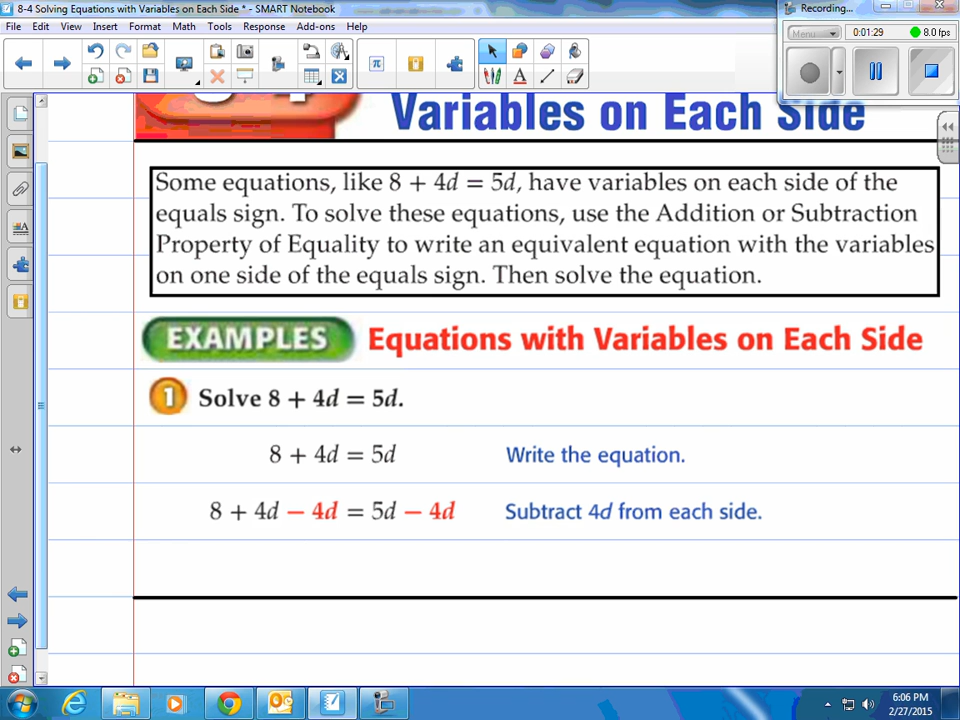 8-4 Solving Equations with Variables on Each Side * - SMART Notebook
Recording...
File Edit View Insert Format Math Tools Response Add-ons Help
Menu 0:01:29 8.0 fps
Variables on Each Side
Some equations, like 8 + 4d = 5d, have variables on each side of the
equals sign. To solve these equations, use the Addition or Subtraction
Property of Equality to write an equivalent equation with the variables
on one side of the equals sign. Then solve the equation.
EXAMPLES Equations with Variables on Each Side
1 Solve 8 + 4d = 5d.
8 + 4d = 5d Write the equation.
8 + 4d − 4d = 5d − 4d Subtract 4d from each side.
6:06 PM
2/27/2015